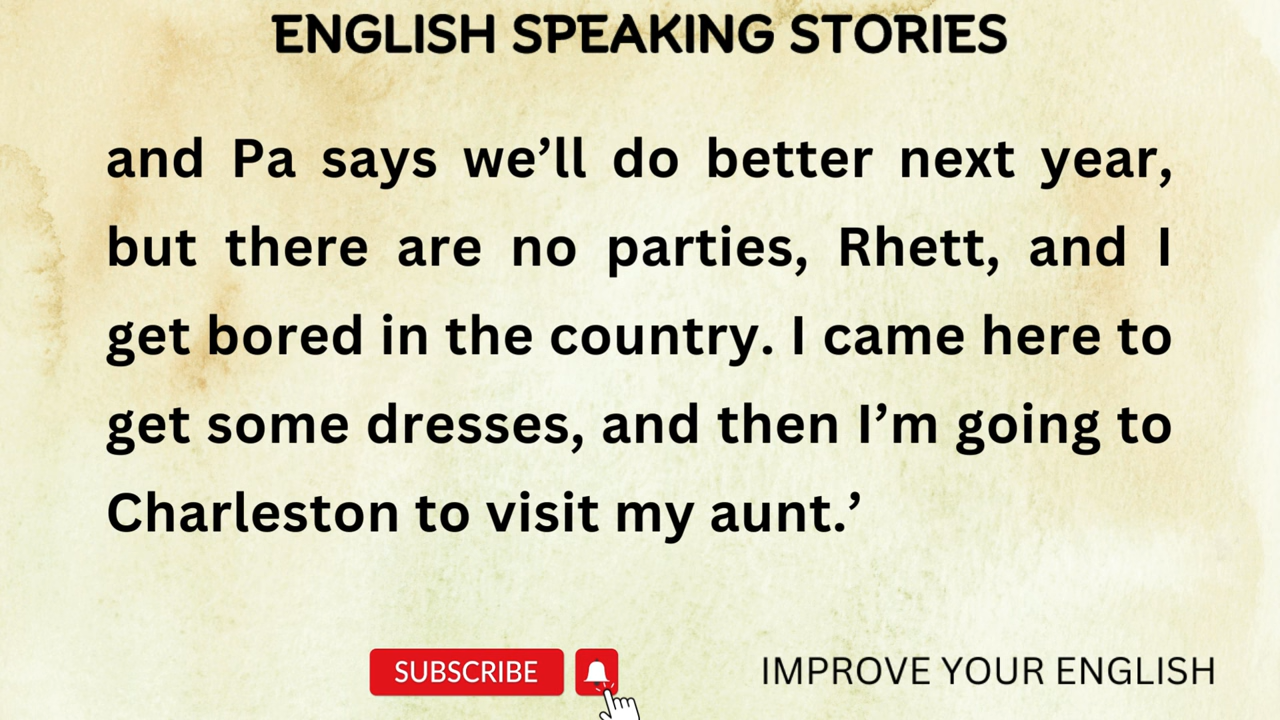 ENGLISH SPEAKING STORIES
and Pa says we’ll do better next year,
but there are no parties, Rhett, and I
get bored in the country. I came here to
get some dresses, and then I’m going to
Charleston to visit my aunt.’
SUBSCRIBE
IMPROVE YOUR ENGLISH